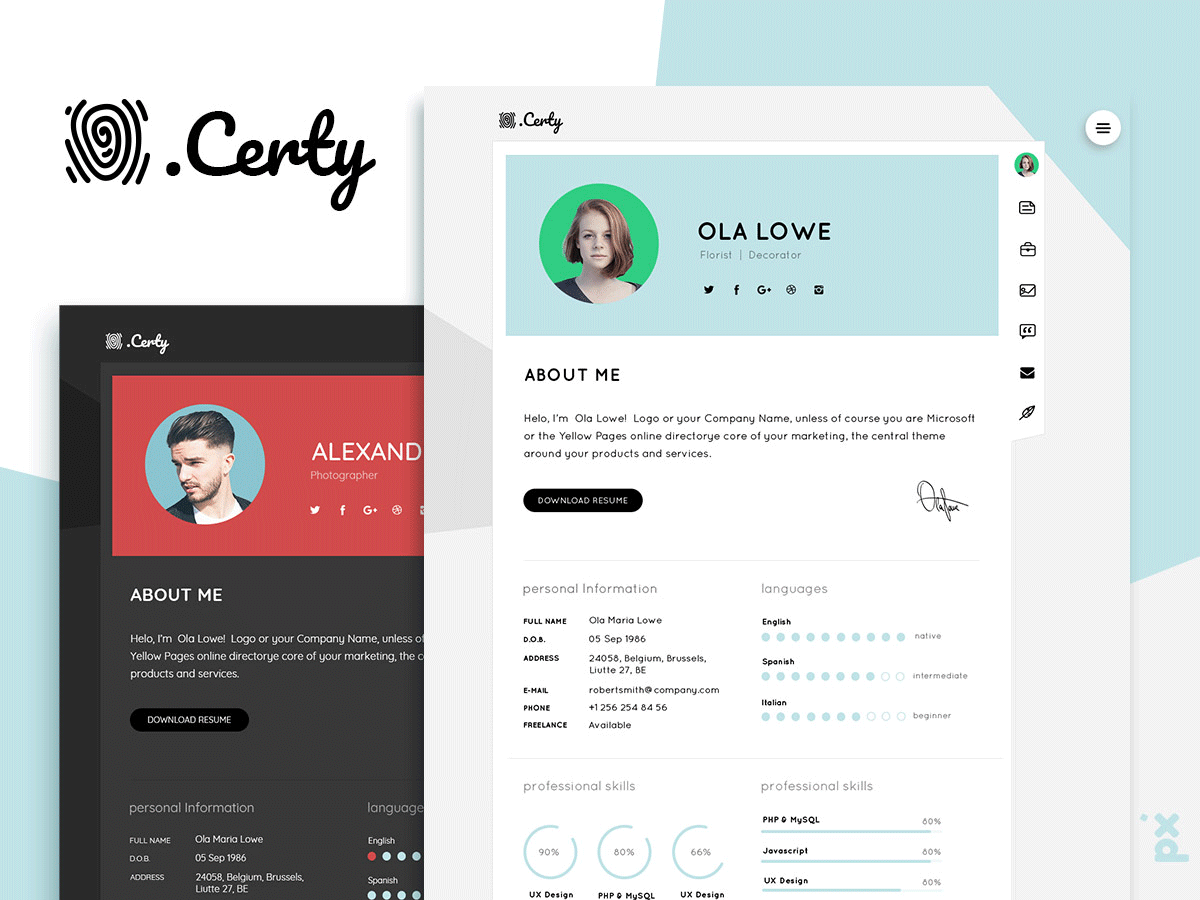 .Certy
.Certy
OLA LOWE
Florist | Decorator
ABOUT ME
Helo, I'm Ola Lowe! Logo or your Company Name, unless of course you are Microsoft
or the Yellow Pages online directorye core of your marketing, the central theme
around your products and services.
DOWNLOAD RESUME
personal Information
FULL NAME Ola Maria Lowe
D.O.B. 05 Sep 1986
ADDRESS 24058, Belgium, Brussels,
Liutte 27, BE
E-MAIL robertsmith@company.com
PHONE +1 256 254 84 56
FREELANCE Available
languages
English
native
Spanish
intermediate
Italian
beginner
professional skills
90% 80% 66%
UX Design PHP & MySQL UX Design
professional skills
PHP & MySQL 80%
Javascript 80%
UX Design 80%
.Certy
ALEXAND
Photographer
ABOUT ME
Helo, I'm Ola Lowe! Logo or your Company Name, unless of
Yellow Pages online directorye core of your marketing, the c
products and services.
DOWNLOAD RESUME
personal Information
FULL NAME Ola Maria Lowe
D.O.B. 05 Sep 1986
ADDRESS 24058, Belgium, Brussels,
Liutte 27, BE
language
English
Spanish
px